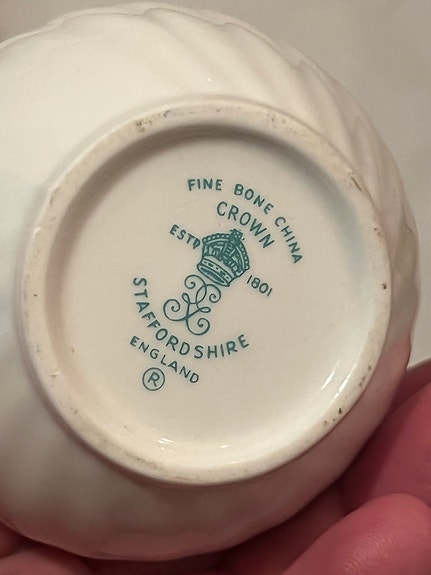 FINE BONE CHINA
CROWN
ESTD 1801
STAFFORDSHIRE
ENGLAND
®